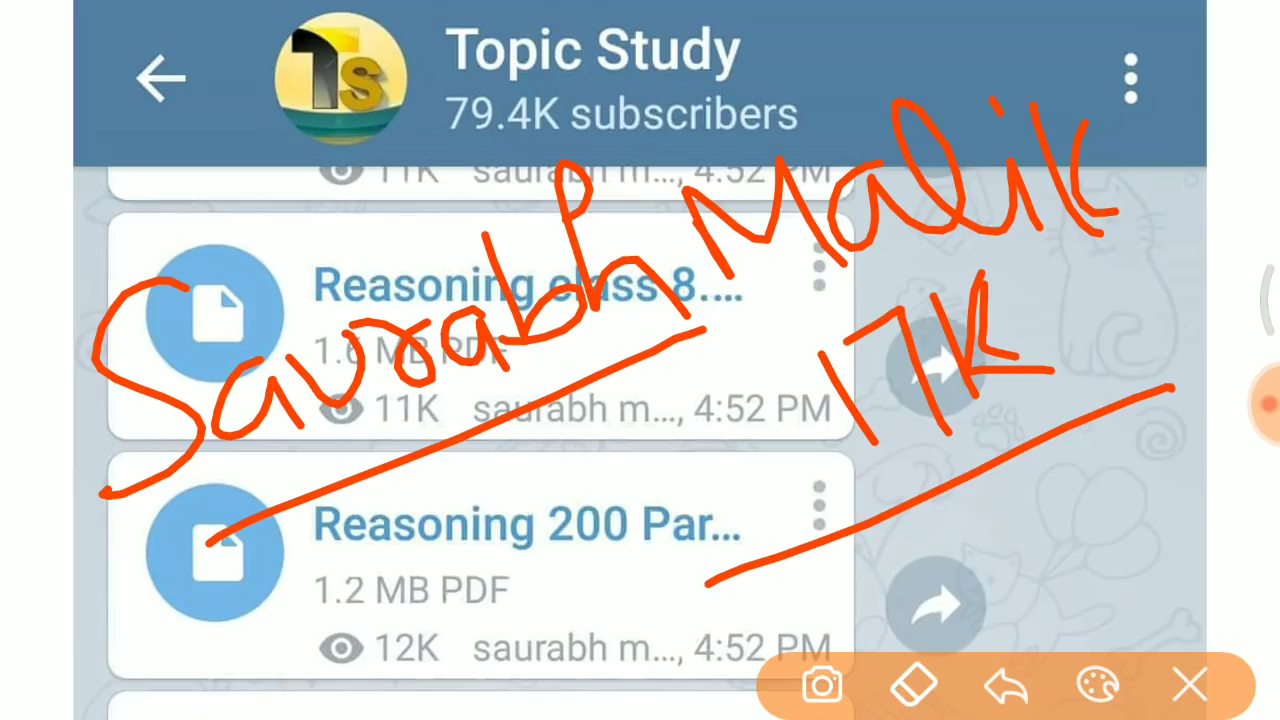 Ts
Topic Study
79.4K subscribers
11K saurabh m..., 4:52 PM
Saurabh Malik
Reasoning class 8....
1.6 MB PDF
17K
11K saurabh m..., 4:52 PM
Reasoning 200 Par...
1.2 MB PDF
12K saurabh m..., 4:52 PM